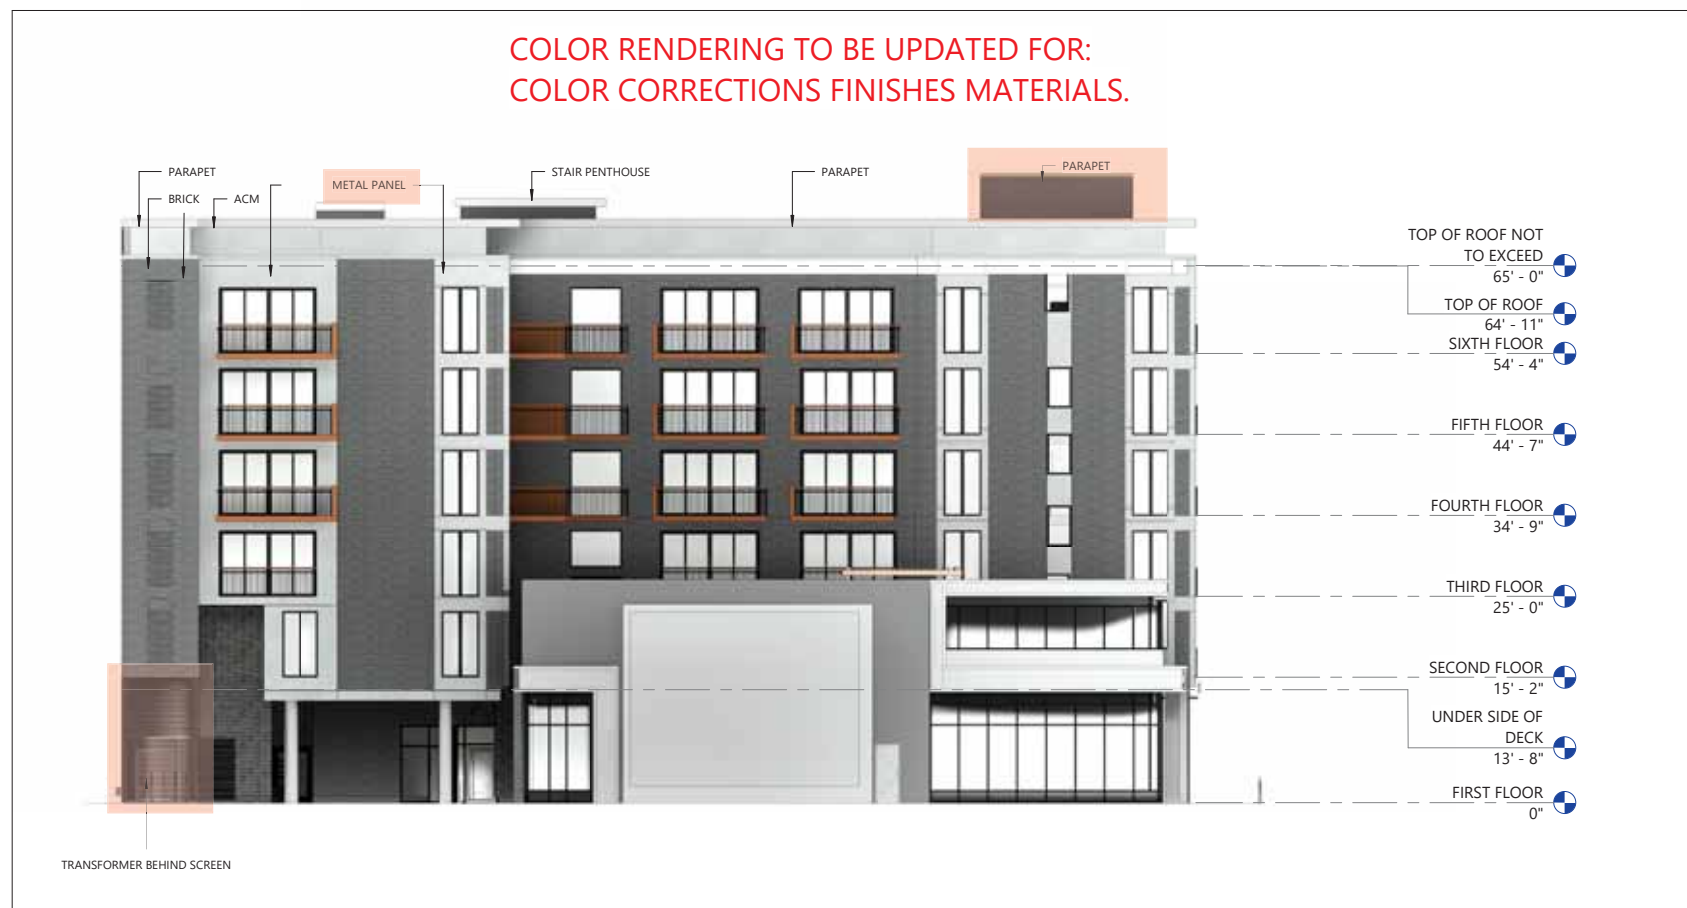 COLOR RENDERING TO BE UPDATED FOR:
COLOR CORRECTIONS FINISHES MATERIALS.
PARAPET
METAL PANEL
STAIR PENTHOUSE
PARAPET
PARAPET
BRICK
ACM
TOP OF ROOF NOT
TO EXCEED
65' - 0"
TOP OF ROOF
64' - 11"
SIXTH FLOOR
54' - 4"
FIFTH FLOOR
44' - 7"
FOURTH FLOOR
34' - 9"
THIRD FLOOR
25' - 0"
SECOND FLOOR
15' - 2"
UNDER SIDE OF
DECK
13' - 8"
FIRST FLOOR
0"
TRANSFORMER BEHIND SCREEN